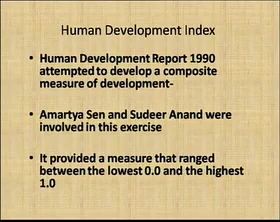 Human Development Index
• Human Development Report 1990
attempted to develop a composite
measure of development-
• Amartya Sen and Sudeer Anand were
involved in this exercise
• It provided a measure that ranged
between the lowest 0.0 and the highest
1.0